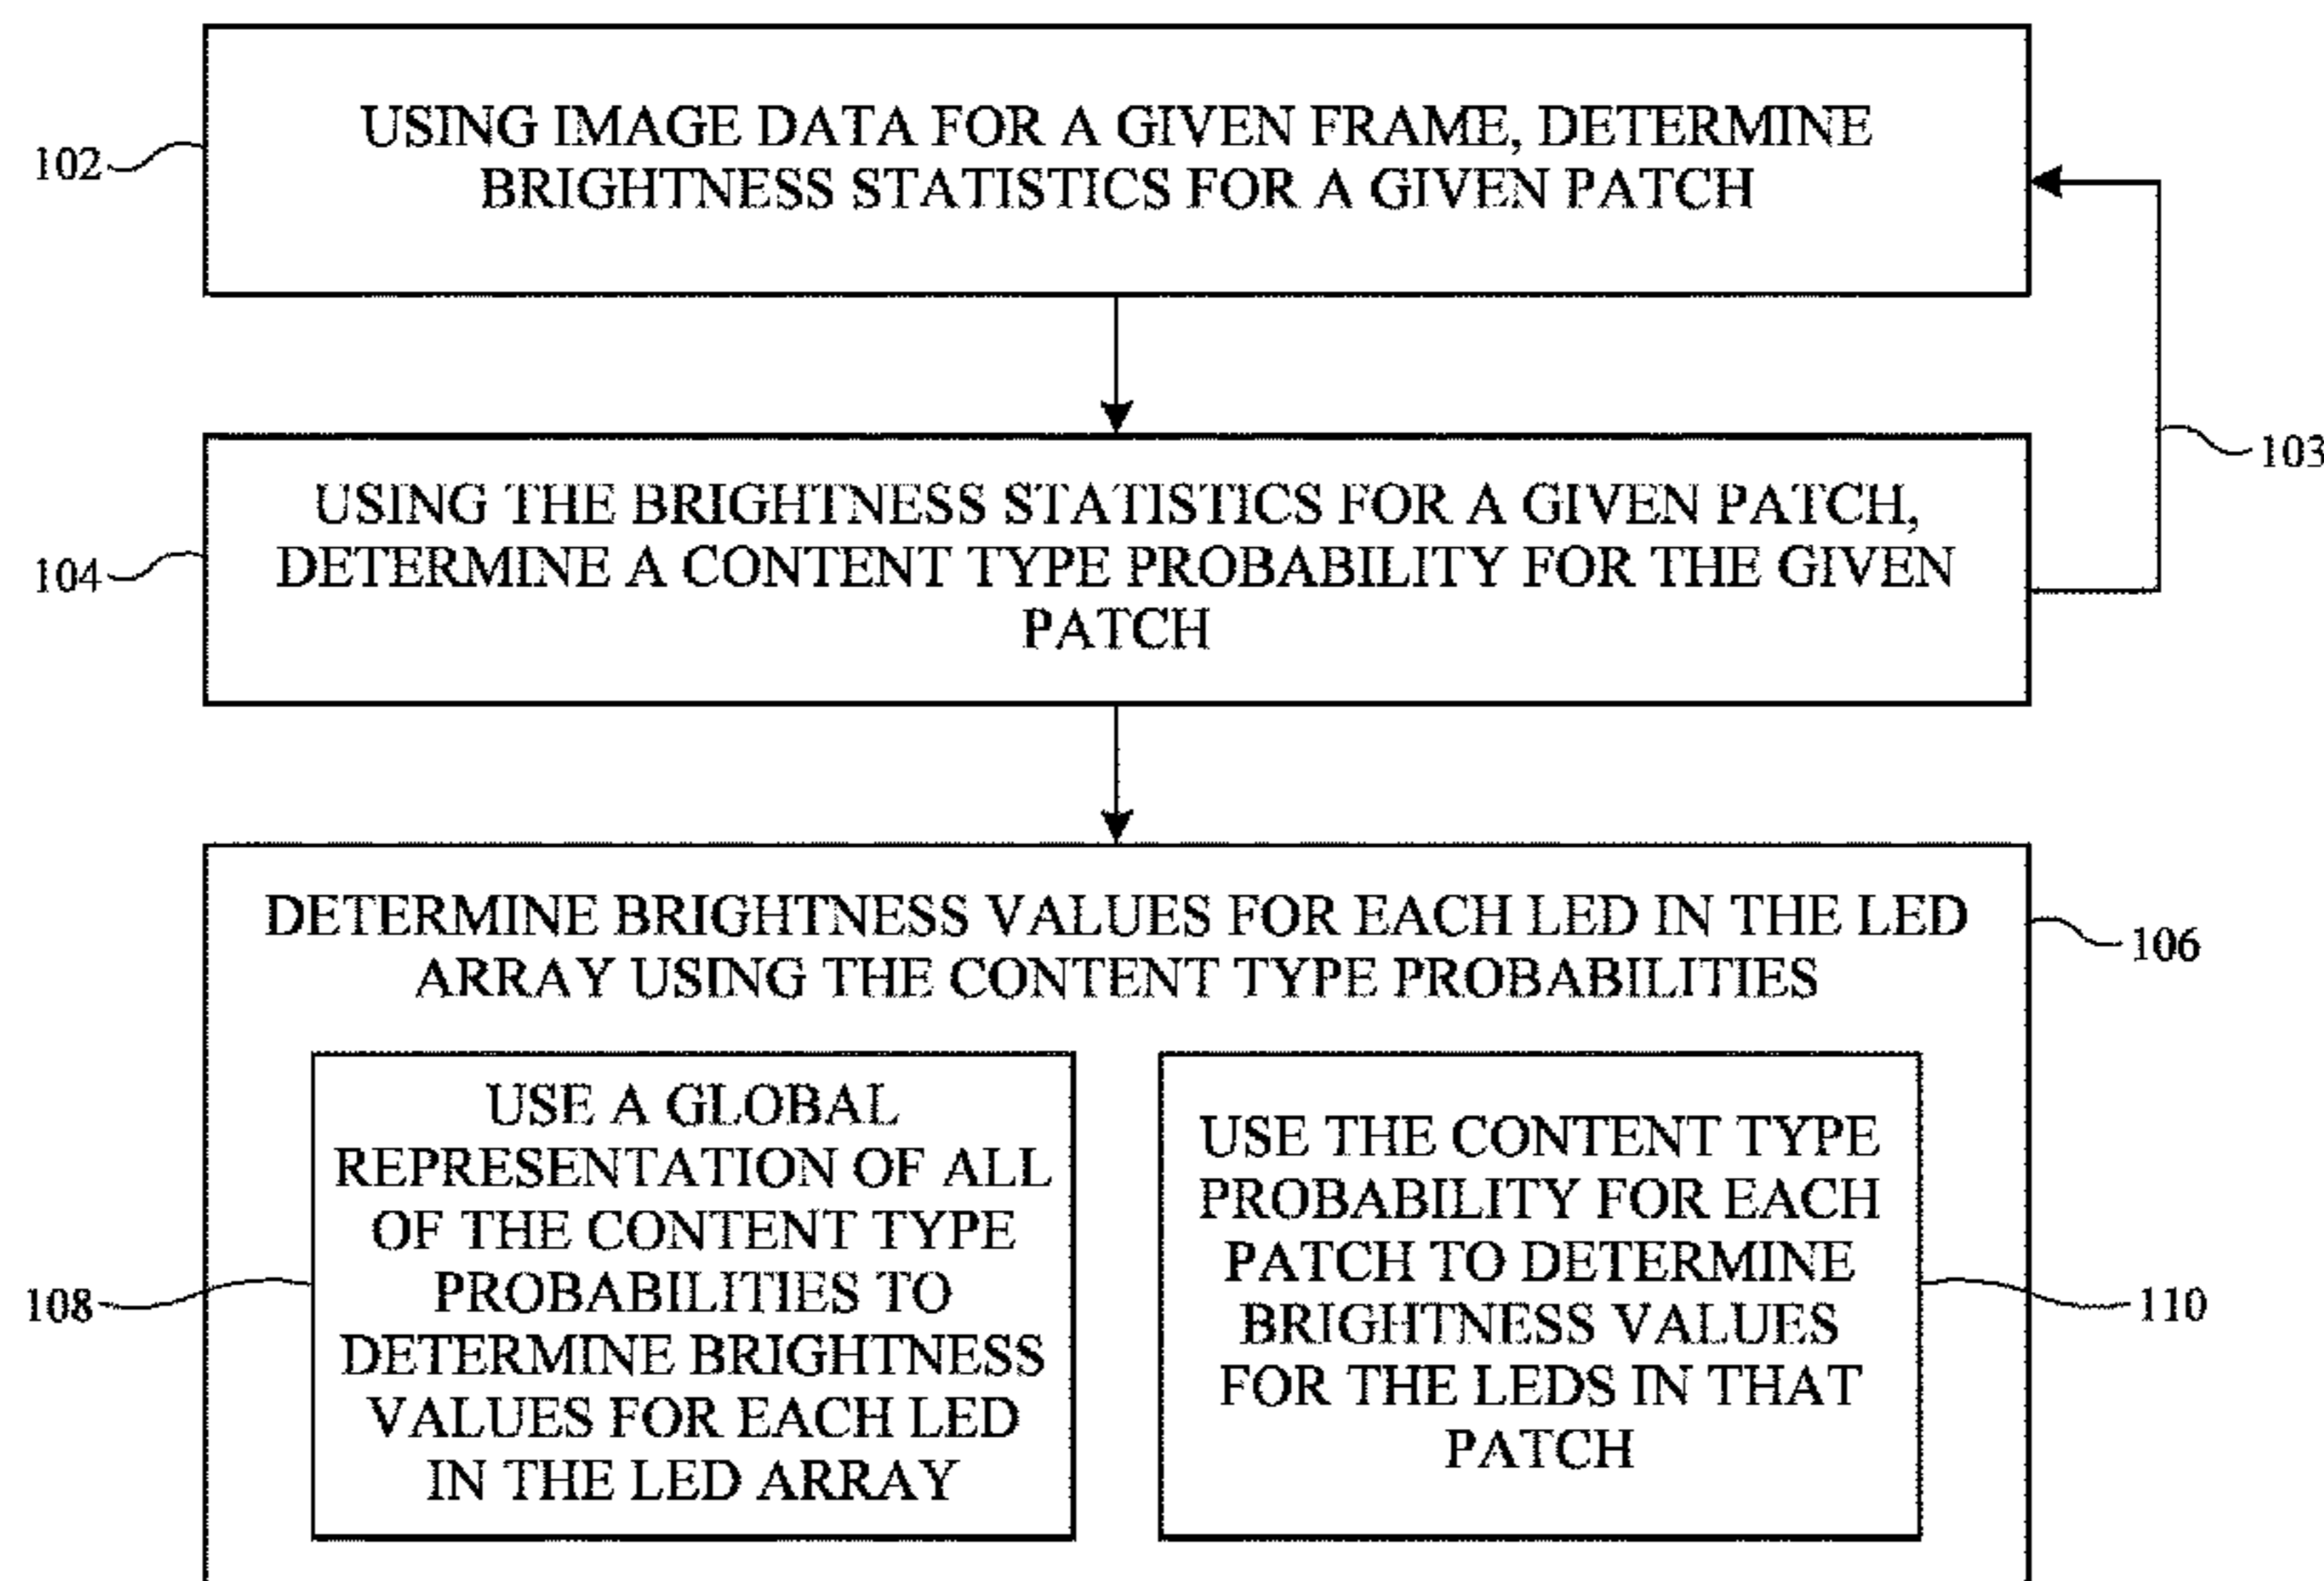 USING IMAGE DATA FOR A GIVEN FRAME, DETERMINE
BRIGHTNESS STATISTICS FOR A GIVEN PATCH
102
103
USING THE BRIGHTNESS STATISTICS FOR A GIVEN PATCH,
DETERMINE A CONTENT TYPE PROBABILITY FOR THE GIVEN
PATCH
104
DETERMINE BRIGHTNESS VALUES FOR EACH LED IN THE LED
ARRAY USING THE CONTENT TYPE PROBABILITIES
106
USE A GLOBAL
REPRESENTATION OF ALL
OF THE CONTENT TYPE
PROBABILITIES TO
DETERMINE BRIGHTNESS
VALUES FOR EACH LED
IN THE LED ARRAY
108
USE THE CONTENT TYPE
PROBABILITY FOR EACH
PATCH TO DETERMINE
BRIGHTNESS VALUES
FOR THE LEDS IN THAT
PATCH
110